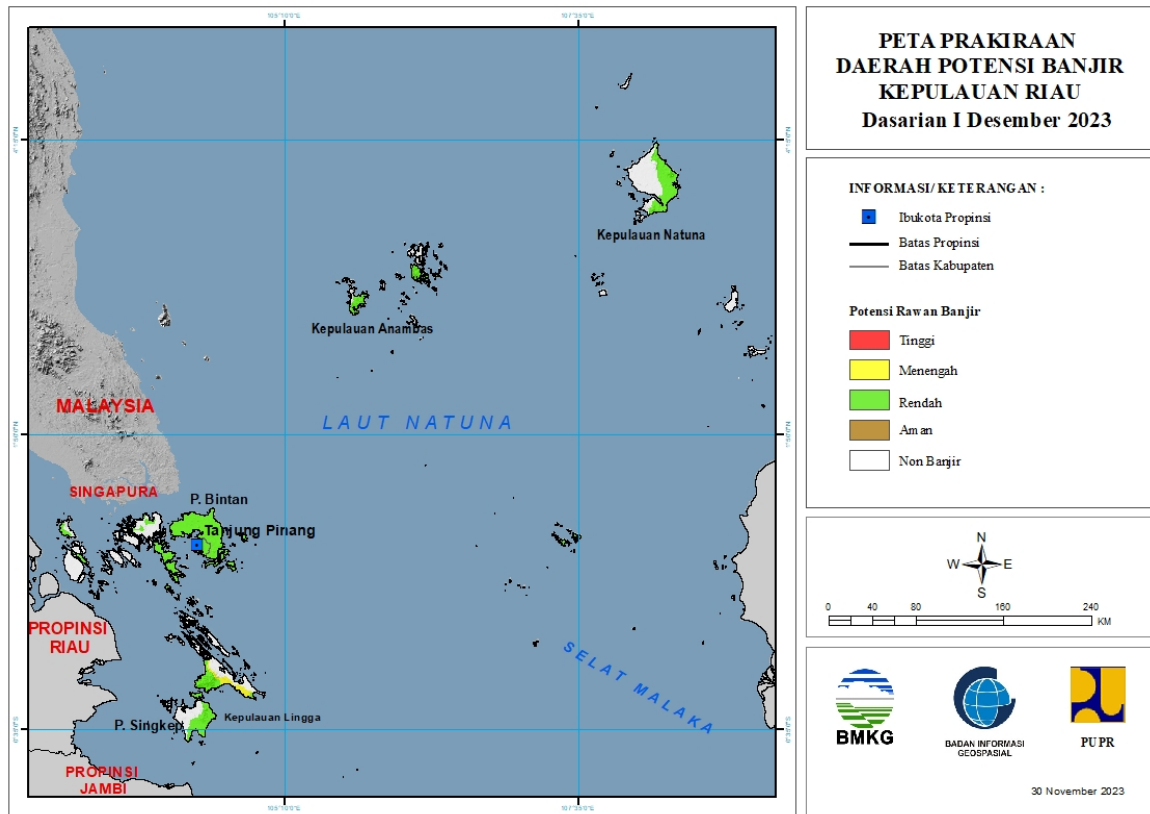 PETA PRAKIRAAN
DAERAH POTENSI BANJIR
KEPULAUAN RIAU
Dasarian I Desember 2023
INFORMASI/ KETERANGAN :
Ibukota Propinsi
Batas Propinsi
Batas Kabupaten
Potensi Rawan Banjir
Tinggi
Menengah
Rendah
Aman
Non Banjir
N
W E
S
0 40 80 160 240
KM
BMKG
BADAN INFORMASI
GEOSPASIAL
PUPR
30 November 2023
Kepulauan Natuna
Kepulauan Anambas
MALAYSIA
LAUT NATUNA
SINGAPURA
P. Bintan
Tanjung Pinang
PROPINSI
RIAU
SELAT MALAKA
P. Singkep
Kepulauan Lingga
PROPINSI
JAMBI